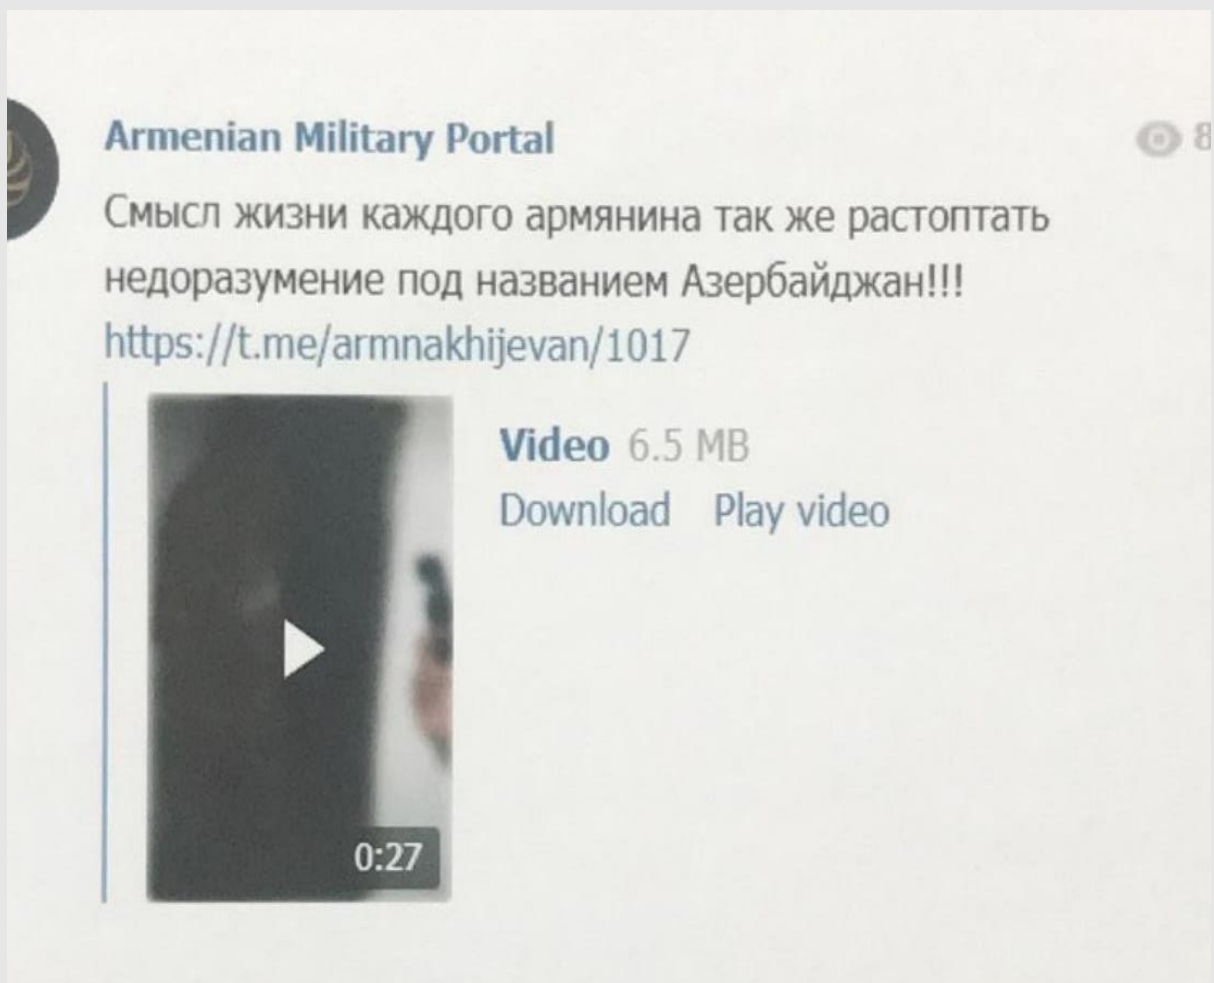 Armenian Military Portal
8
Смысл жизни каждого армянина так же растоптать
недоразумение под названием Азербайджан!!!
https://t.me/armnakhijevan/1017
Video 6.5 MB
Download Play video
0:27